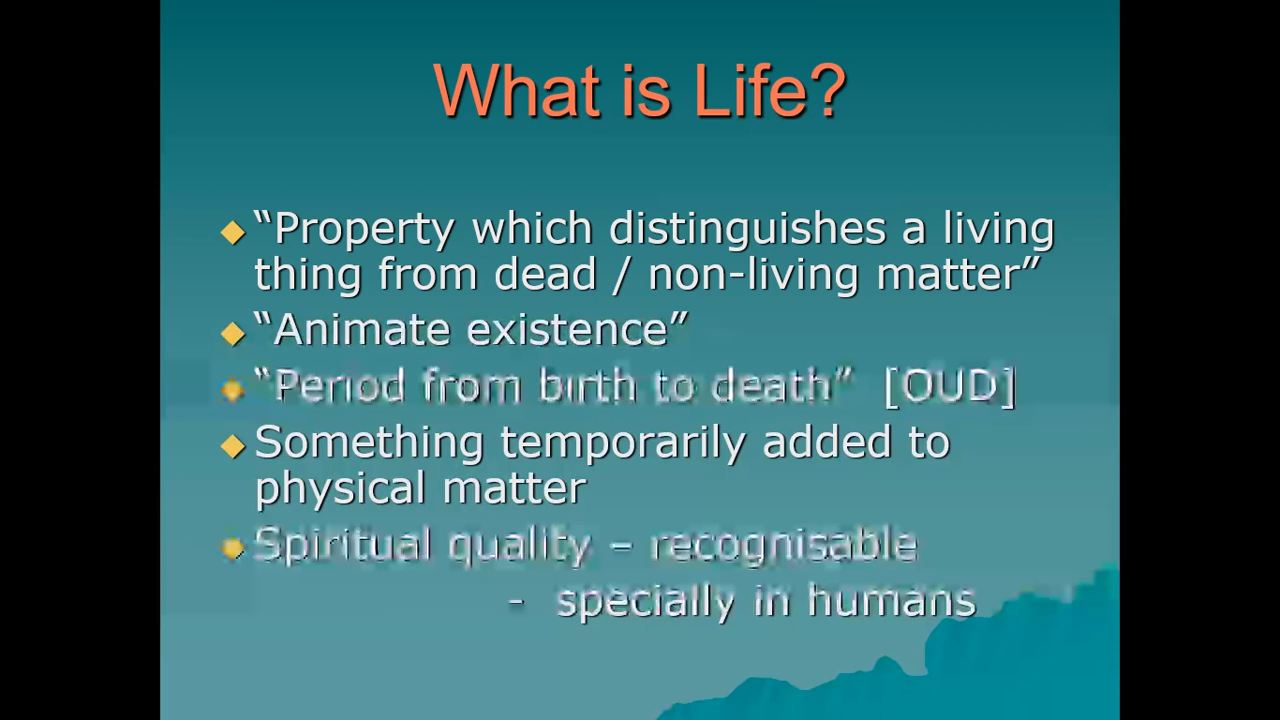 What is Life?
“Property which distinguishes a living
thing from dead / non-living matter”
“Animate existence”
“Period from birth to death” [OUD]
Something temporarily added to
physical matter
Spiritual quality – recognisable
- specially in humans